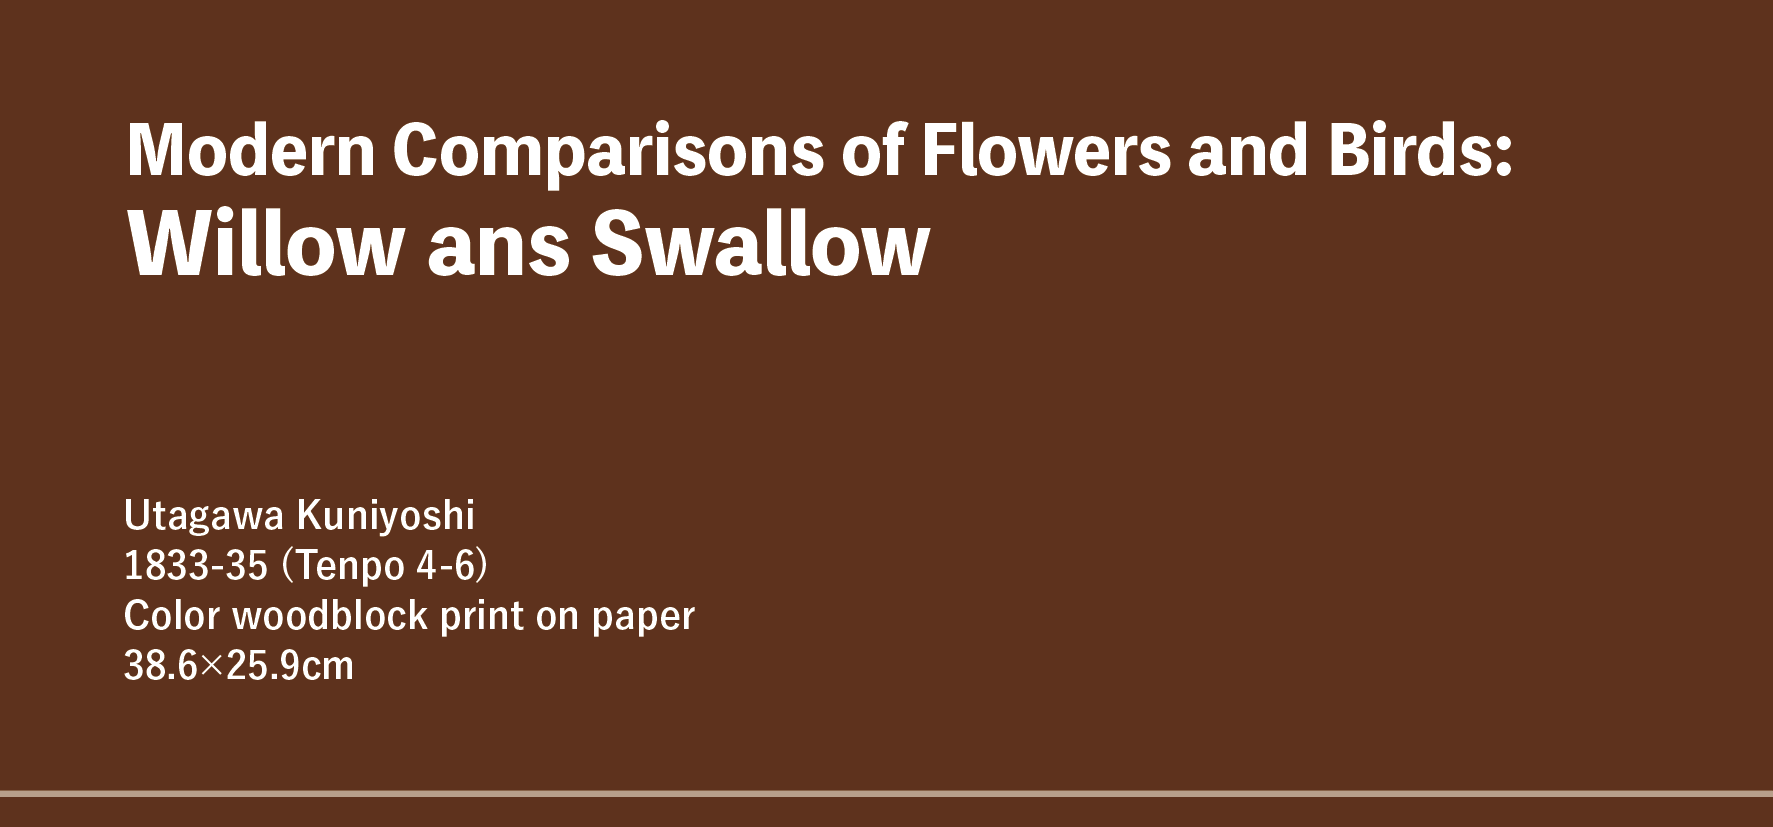 Modern Comparisons of Flowers and Birds:
Willow ans Swallow
Utagawa Kuniyoshi
1833-35 (Tenpo 4-6)
Color woodblock print on paper
38.6×25.9cm